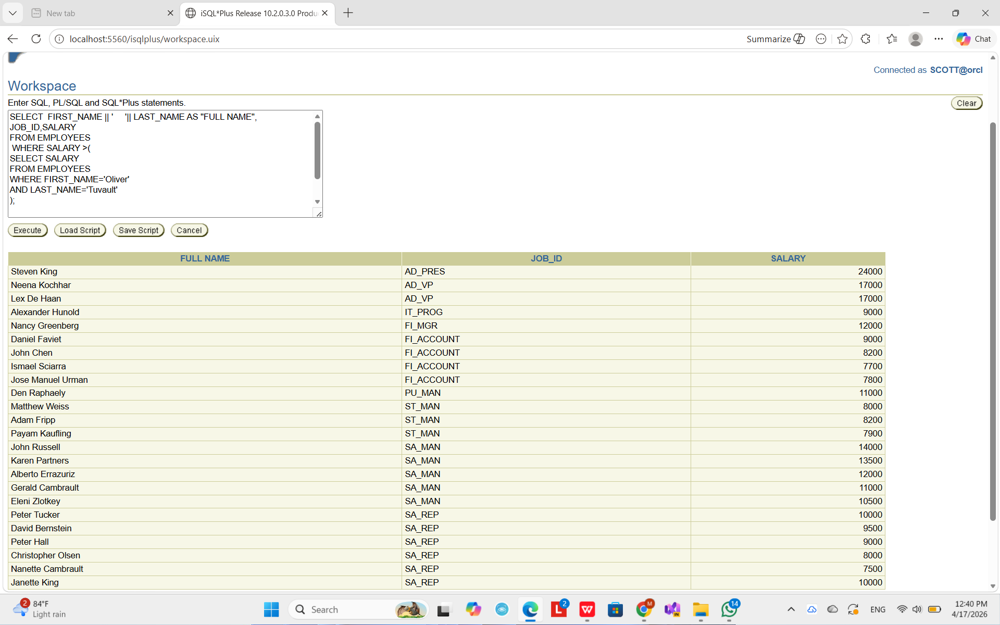 New tab
iSQL*Plus Release 10.2.0.3.0 Produ
localhost:5560/isqlplus/workspace.uix
Summarize
Chat
Connected as SCOTT@orcl
Workspace
Enter SQL, PL/SQL and SQL*Plus statements.
Clear
SELECT  FIRST_NAME || '     '|| LAST_NAME AS "FULL NAME",
JOB_ID,SALARY
FROM EMPLOYEES
WHERE SALARY >(
SELECT SALARY
FROM EMPLOYEES
WHERE FIRST_NAME='Oliver'
AND LAST_NAME='Tuvault'
);
Execute Load Script Save Script Cancel
FULL NAME JOB_ID SALARY
Steven King AD_PRES 24000
Neena Kochhar AD_VP 17000
Lex De Haan AD_VP 17000
Alexander Hunold IT_PROG 9000
Nancy Greenberg FI_MGR 12000
Daniel Faviet FI_ACCOUNT 9000
John Chen FI_ACCOUNT 8200
Ismael Sciarra FI_ACCOUNT 7700
Jose Manuel Urman FI_ACCOUNT 7800
Den Raphaely PU_MAN 11000
Matthew Weiss ST_MAN 8000
Adam Fripp ST_MAN 8200
Payam Kaufling ST_MAN 7900
John Russell SA_MAN 14000
Karen Partners SA_MAN 13500
Alberto Errazuriz SA_MAN 12000
Gerald Cambrault SA_MAN 11000
Eleni Zlotkey SA_MAN 10500
Peter Tucker SA_REP 10000
David Bernstein SA_REP 9500
Peter Hall SA_REP 9000
Christopher Olsen SA_REP 8000
Nanette Cambrault SA_REP 7500
Janette King SA_REP 10000
2
84°F
Light rain
Search
L 2
W
M
IN
14
ENG
12:40 PM
4/17/2026